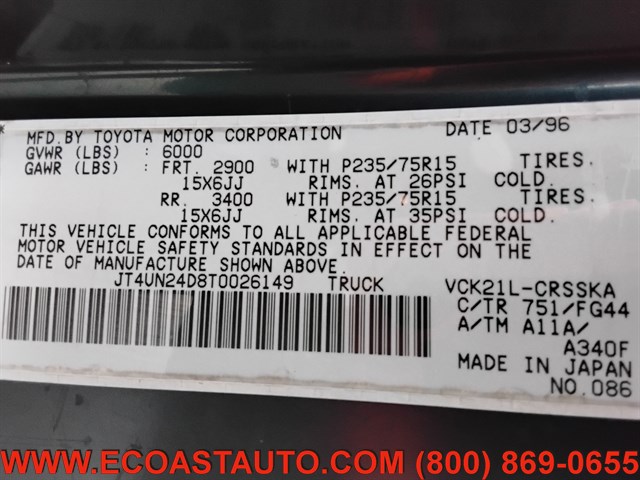 MFD.BY TOYOTA MOTOR CORPORATION DATE 03/96
GVWR (LBS) : 6000
GAWR (LBS) : FRT. 2900 WITH P235/75R15 TIRES.
15X6JJ RIMS. AT 26PSI COLD.
RR. 3400 WITH P235/75R15 TIRES.
15X6JJ RIMS. AT 35PSI COLD.
THIS VEHICLE CONFORMS TO ALL APPLICABLE FEDERAL
MOTOR VEHICLE SAFETY STANDARDS IN EFFECT ON THE
DATE OF MANUFACTURE SHOWN ABOVE.
JT4UN24D8T0026149 TRUCK VCK21L-CRSSKA
C/TR 751/FG44
A/TM A11A/
A340F
MADE IN JAPAN
NO.086
WWW.ECOASTAUTO.COM (800) 869-0655